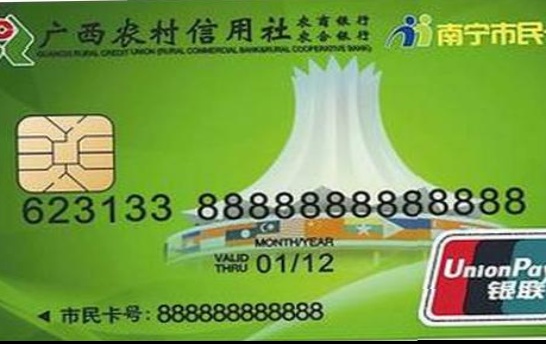 广西农村信用社 农商银行 农合银行
GUANGXI RURAL CREDIT UNION (RURAL COMMERCIAL BANK&RURAL COOPERATIVE BANK)
南宁市民
623133 8888888888888
MONTH/YEAR
VALID THRU 01/12
UnionPay
银联
市民卡号:888888888888